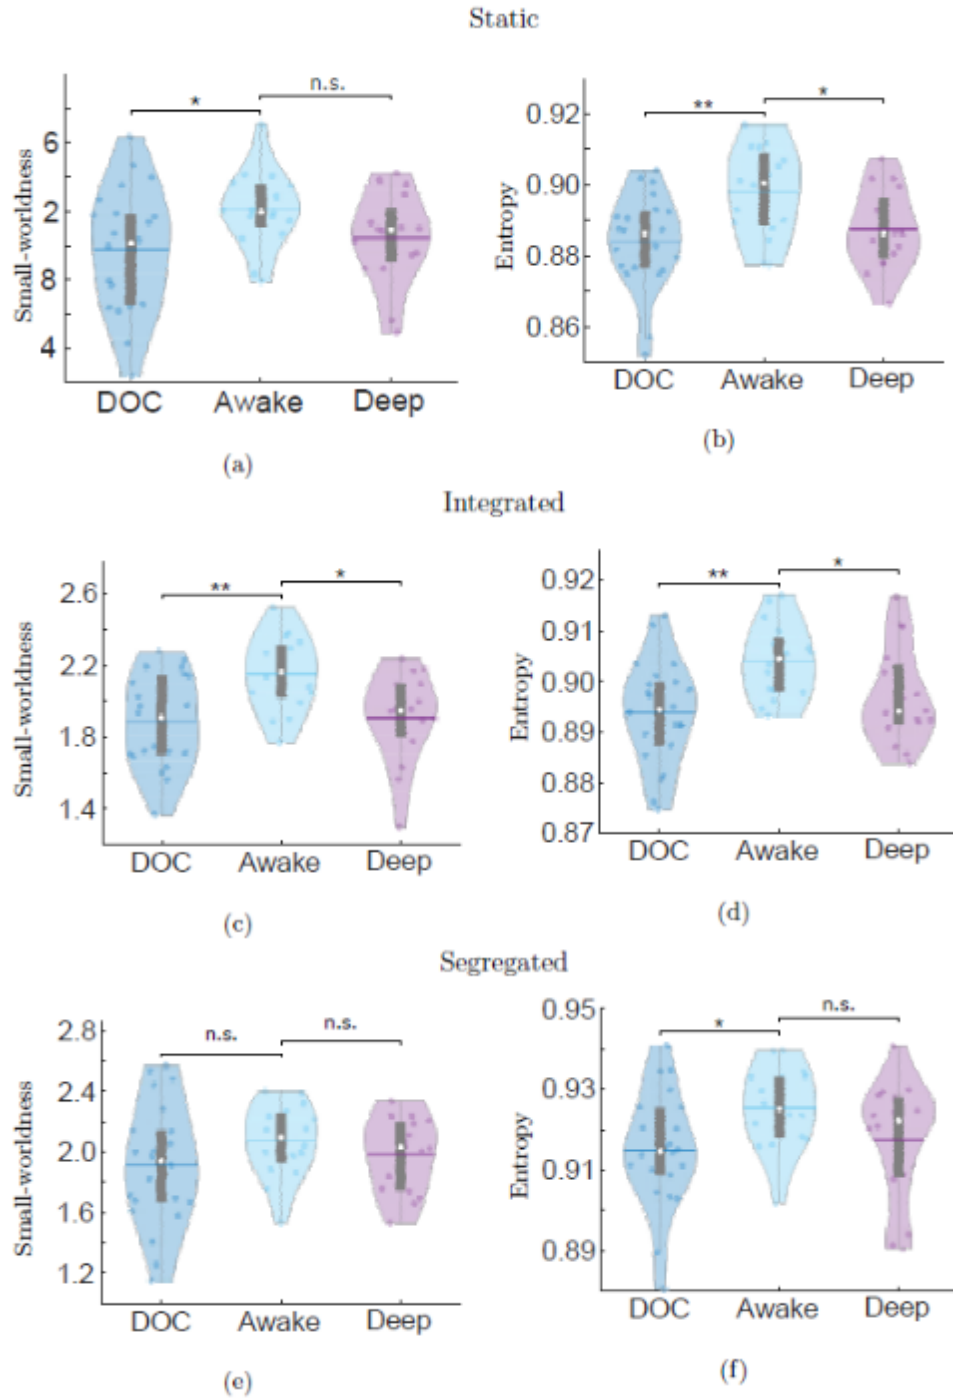 Static
Small-worldness
6
2
8
4
*
n.s.
DOC Awake Deep
(a)
Entropy
0.92
0.90
0.88
0.86
**
*
DOC Awake Deep
(b)
Integrated
Small-worldness
2.6
2.2
1.8
1.4
**
*
DOC Awake Deep
(c)
Entropy
0.92
0.91
0.90
0.89
0.88
0.87
**
*
DOC Awake Deep
(d)
Segregated
Small-worldness
2.8
2.4
2.0
1.6
1.2
n.s.
n.s.
DOC Awake Deep
(e)
Entropy
0.95
0.93
0.91
0.89
*
n.s.
DOC Awake Deep
(f)